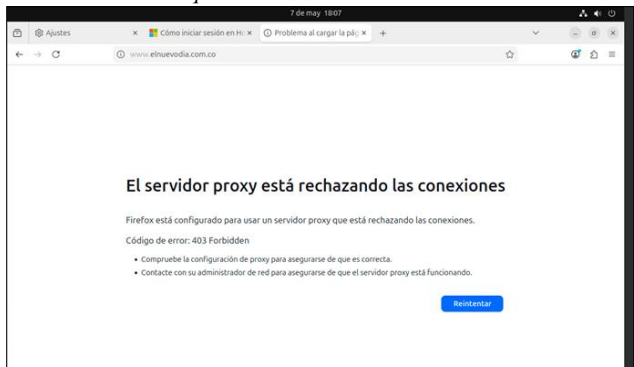 7 de may 18:07
Ajustes
Cómo iniciar sesión en Ho
Problema al cargar la pág
www.elnuevodia.com.co
El servidor proxy está rechazando las conexiones
Firefox está configurado para usar un servidor proxy que está rechazando las conexiones.
Código de error: 403 Forbidden
• Compruebe la configuración de proxy para asegurarse de que es correcta.
• Contacte con su administrador de red para asegurarse de que el servidor proxy está funcionando.
Reintentar